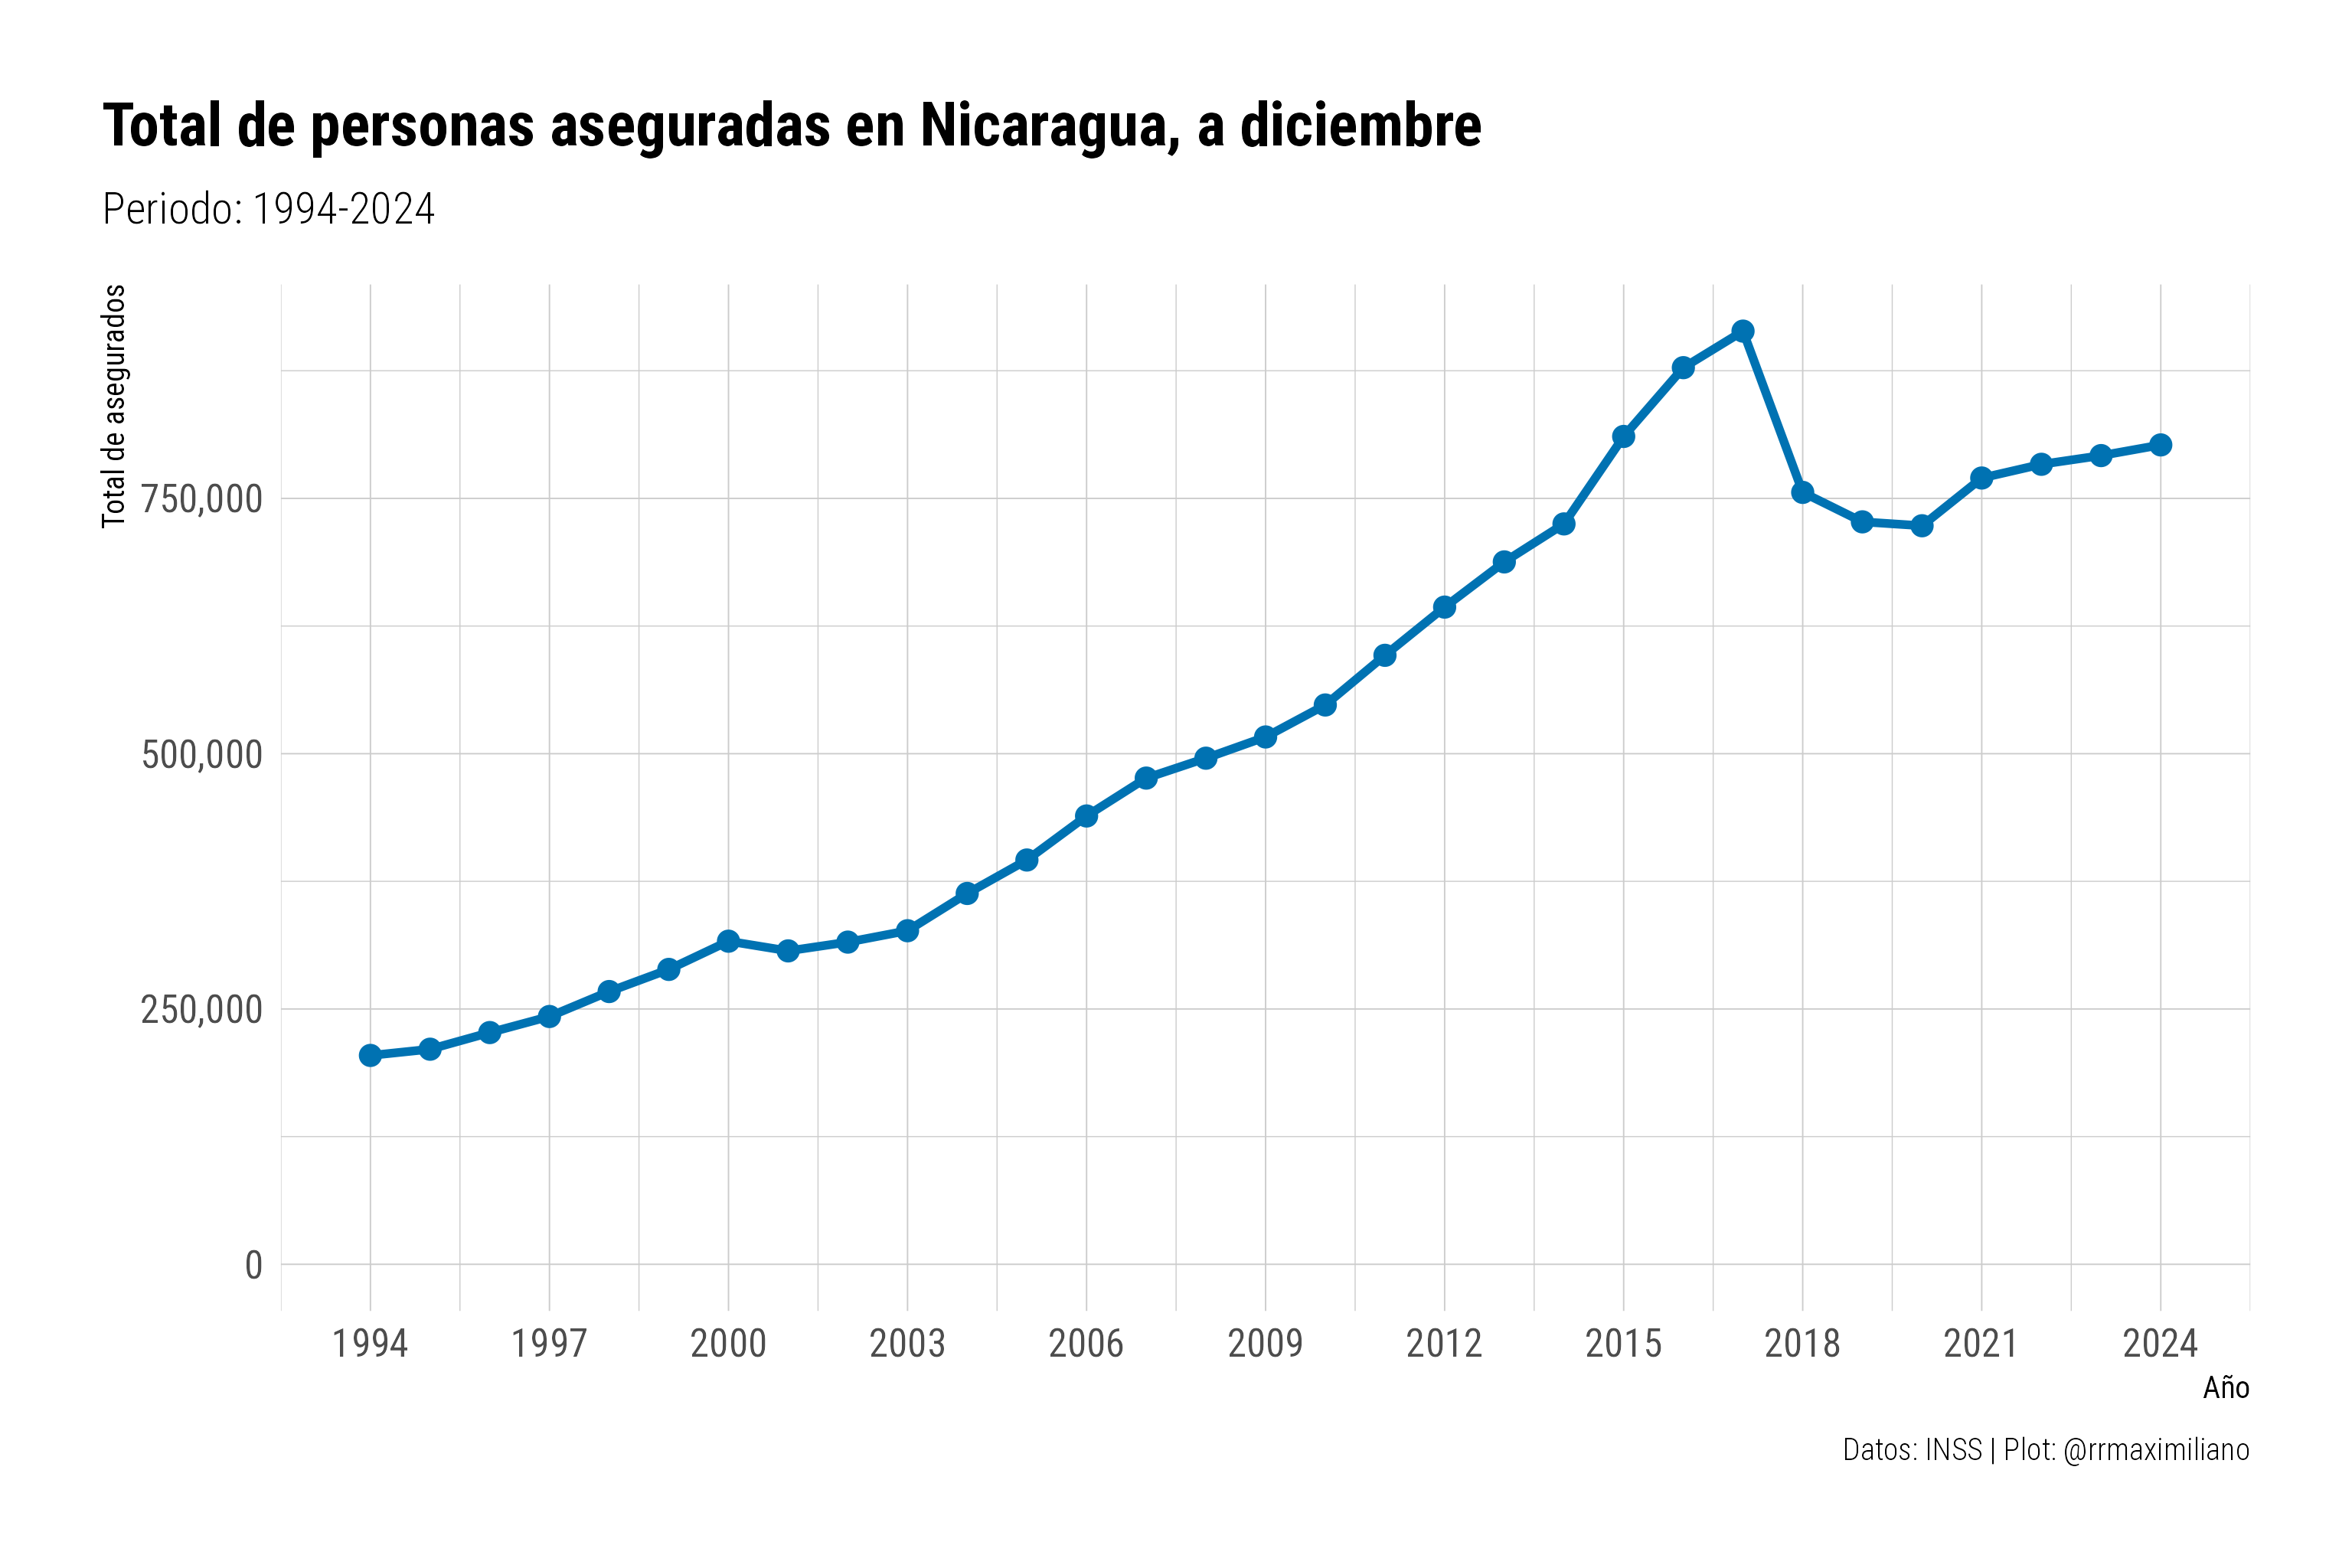 Total de personas aseguradas en Nicaragua, a diciembre
Periodo: 1994-2024
Total de asegurados
750,000
500,000
250,000
0
1994 1997 2000 2003 2006 2009 2012 2015 2018 2021 2024
Año
Datos: INSS | Plot: @rrmaximiliano